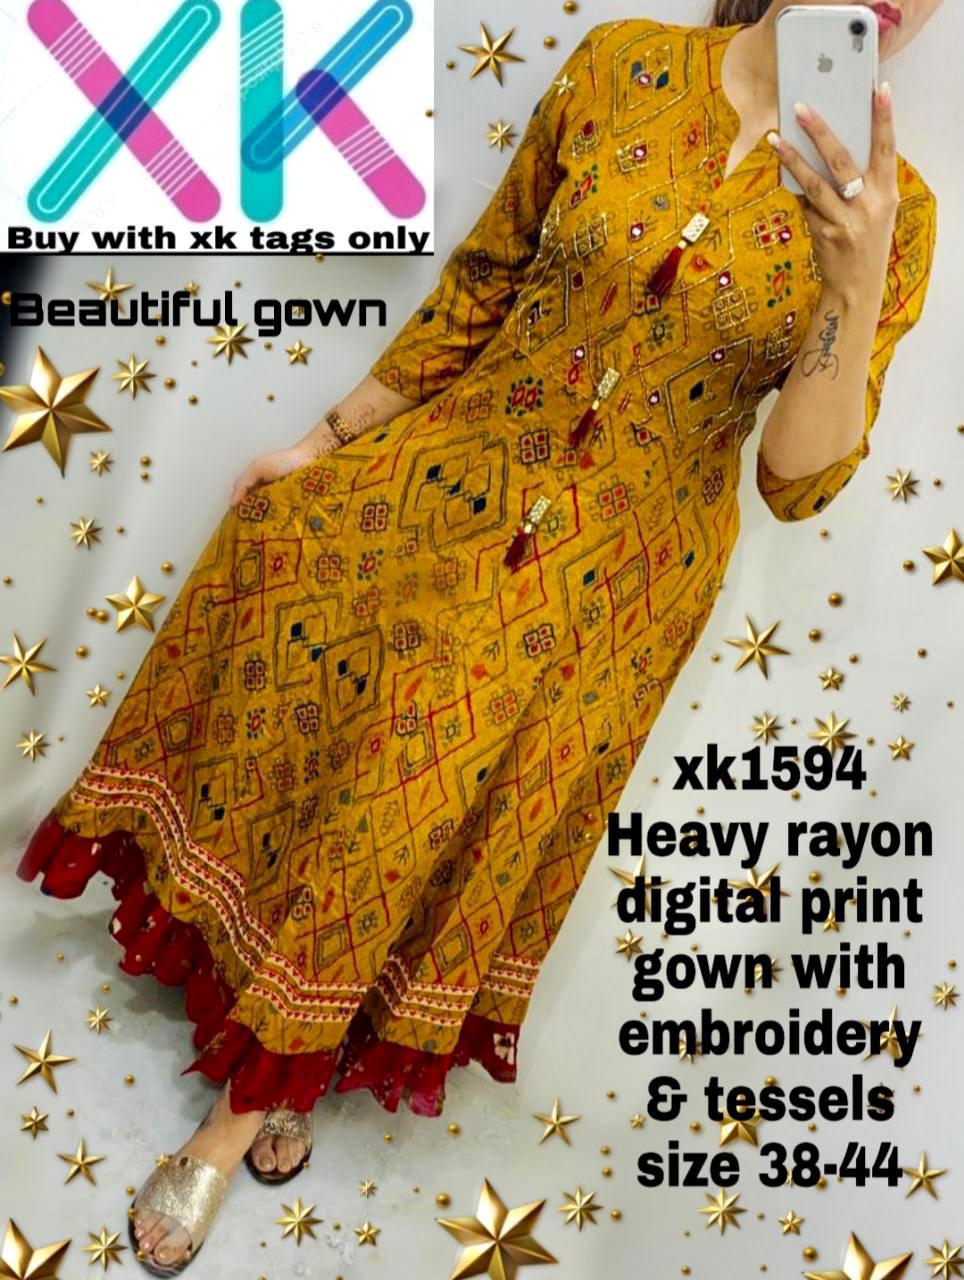 XK
Buy with xk tags only
Beautiful gown
xk1594
Heavy rayon
digital print
gown with
embroidery
& tessels
size 38-44